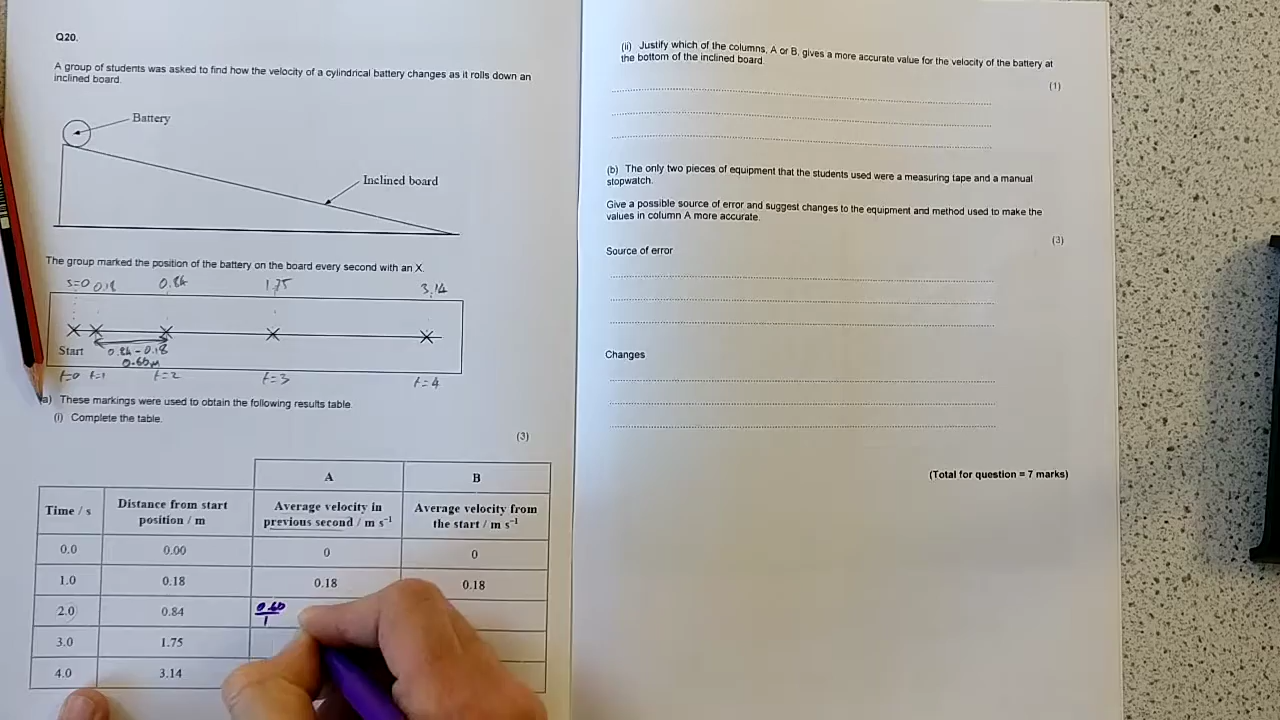 Q20.
A group of students was asked to find how the velocity of a cylindrical battery changes as it rolls down an
inclined board.
Battery
Inclined board
The group marked the position of the battery on the board every second with an X.
s=0 0.18 0.84 1.75 3.14
Start
0.84 - 0.18
t=0 t=1 t=2 t=3 t=4
a) These markings were used to obtain the following results table.
(i) Complete the table.
(3)
A B
Time / s Distance from start position / m Average velocity in previous second / m s⁻¹ Average velocity from the start / m s⁻¹
0.0 0.00 0 0
1.0 0.18 0.18 0.18
2.0 0.84
1
3.0 1.75
4.0 3.14
(ii) Justify which of the columns, A or B, gives a more accurate value for the velocity of the battery at
the bottom of the inclined board.
(1)
(b) The only two pieces of equipment that the students used were a measuring tape and a manual
stopwatch.
Give a possible source of error and suggest changes to the equipment and method used to make the
values in column A more accurate.
(3)
Source of error
Changes
(Total for question = 7 marks)